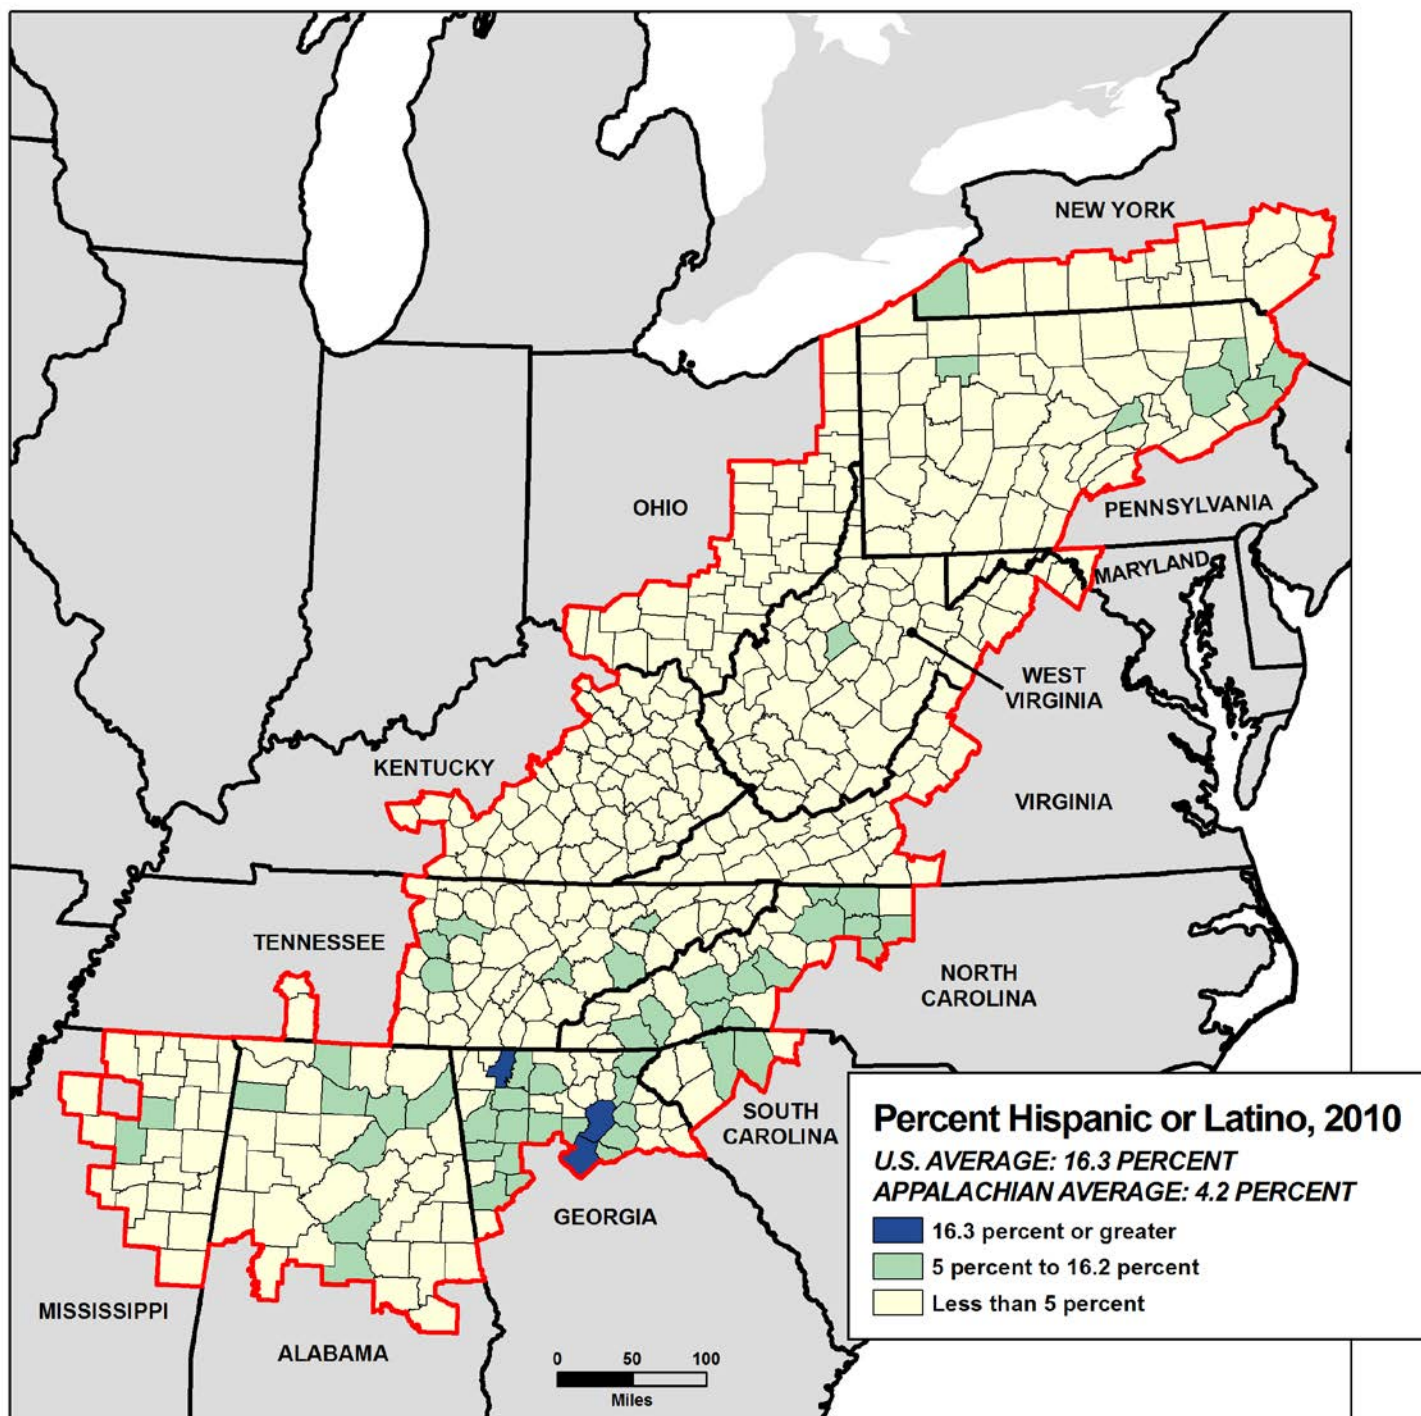 NEW YORK
OHIO
PENNSYLVANIA
MARYLAND
WEST
VIRGINIA
KENTUCKY
VIRGINIA
TENNESSEE
NORTH
CAROLINA
SOUTH
CAROLINA
GEORGIA
MISSISSIPPI
ALABAMA
Percent Hispanic or Latino, 2010
U.S. AVERAGE: 16.3 PERCENT
APPALACHIAN AVERAGE: 4.2 PERCENT
16.3 percent or greater
5 percent to 16.2 percent
Less than 5 percent
0 50 100
Miles